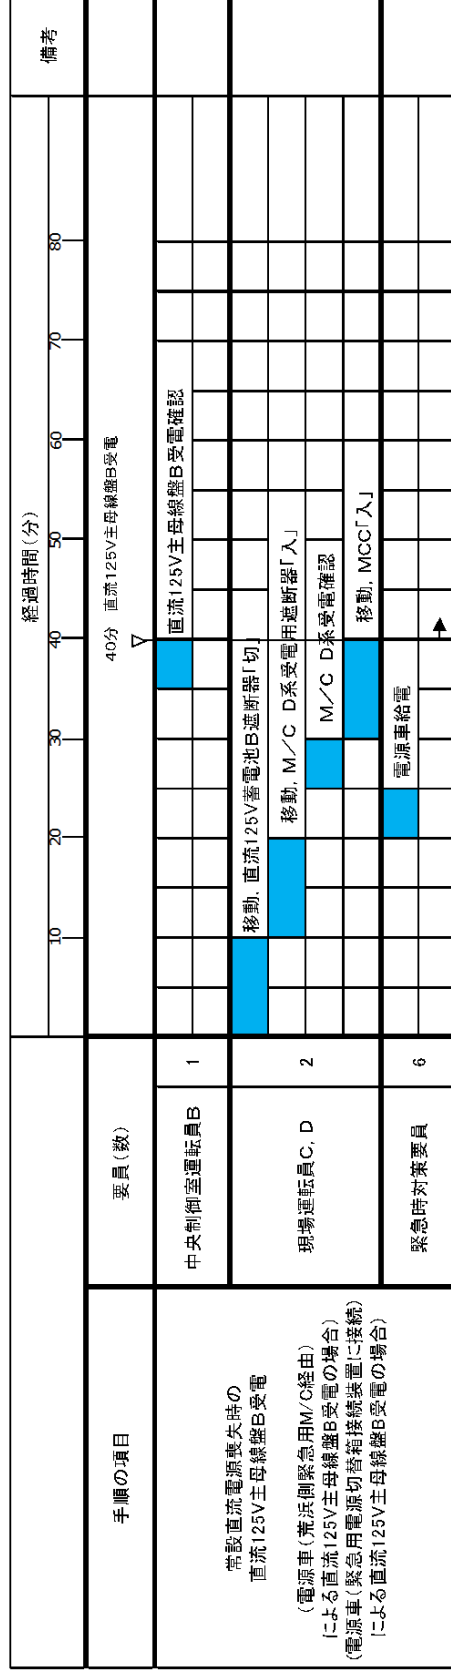 手順の項目
要員(数)
経過時間(分)
備考
10
20
30
40
50
60
70
80
40分 直流125V主母線盤B受電
常設直流電源喪失時の
直流125V主母線盤B受電
(電源車(荒浜側緊急用M/C経由)
による直流125V主母線盤B受電の場合)
(電源車(緊急用電源切替箱接続装置に接続)
による直流125V主母線盤B受電の場合)
中央制御室運転員B
1
直流125V主母線盤B受電確認
現場運転員C, D
2
移動, 直流125V蓄電池B遮断器「切」
移動, M/C D系受電用遮断器「入」
M/C D系受電確認
移動, MCC「入」
緊急時対策要員
6
電源車給電